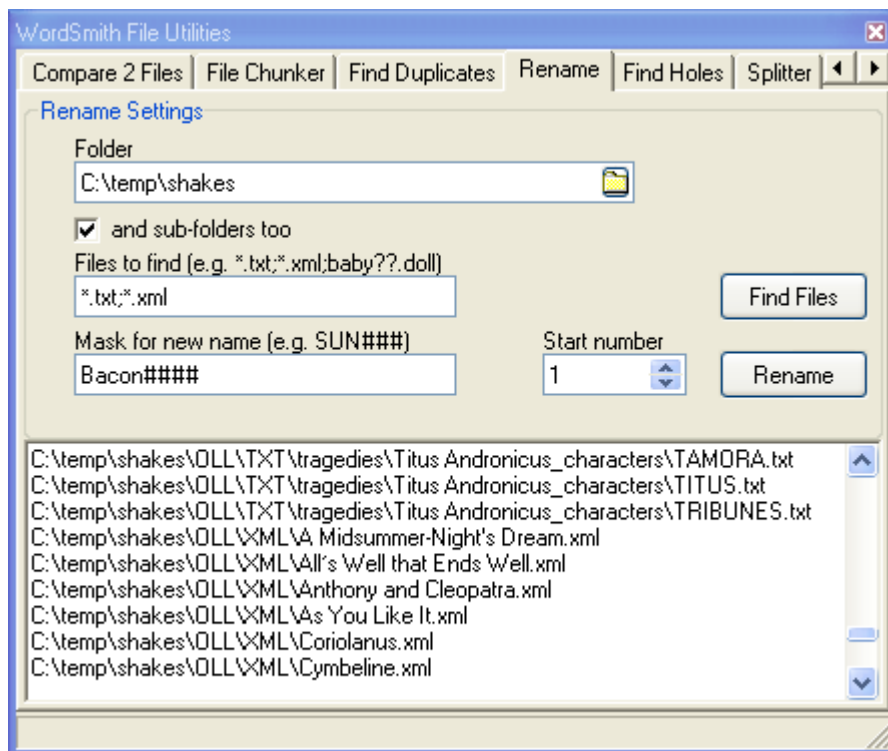 WordSmith File Utilities
Compare 2 Files File Chunker Find Duplicates Rename Find Holes Splitter
Rename Settings
Folder
C:\temp\shakes
and sub-folders too
Files to find (e.g. *.txt;*.xml;baby??.doll)
*.txt;*.xml
Find Files
Mask for new name (e.g. SUN###) Start number
Bacon#### 1 Rename
C:\temp\shakes\OLL\TXT\tragedies\Titus Andronicus_characters\TAMORA.txt
C:\temp\shakes\OLL\TXT\tragedies\Titus Andronicus_characters\TITUS.txt
C:\temp\shakes\OLL\TXT\tragedies\Titus Andronicus_characters\TRIBUNES.txt
C:\temp\shakes\OLL\XML\A Midsummer-Night's Dream.xml
C:\temp\shakes\OLL\XML\All´s Well that Ends Well.xml
C:\temp\shakes\OLL\XML\Anthony and Cleopatra.xml
C:\temp\shakes\OLL\XML\As You Like It.xml
C:\temp\shakes\OLL\XML\Coriolanus.xml
C:\temp\shakes\OLL\XML\Cymbeline.xml